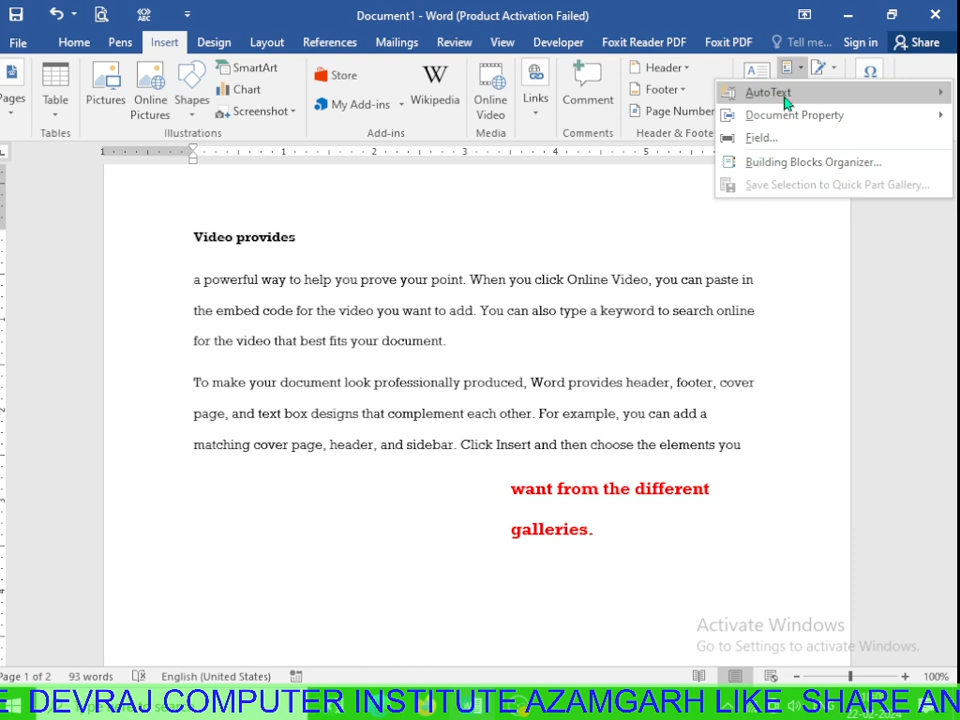 Document1 - Word (Product Activation Failed)
File Home Pens Insert Design Layout References Mailings Review View Developer Foxit Reader PDF Foxit PDF Tell me... Sign in Share
Pages Table Pictures Online Pictures Shapes SmartArt Chart Screenshot Store My Add-ins Wikipedia Online Video Links Comment Header Footer Page Number
Tables Illustrations Add-ins Media Comments Header & Footer
AutoText
Document Property
Field...
Building Blocks Organizer...
Save Selection to Quick Part Gallery...
1 1 2 3 4 5
Video provides
a powerful way to help you prove your point. When you click Online Video, you can paste in
the embed code for the video you want to add. You can also type a keyword to search online
for the video that best fits your document.
To make your document look professionally produced, Word provides header, footer, cover
page, and text box designs that complement each other. For example, you can add a
matching cover page, header, and sidebar. Click Insert and then choose the elements you
want from the different
galleries.
Activate Windows
Go to Settings to activate Windows.
Page 1 of 2 93 words English (United States) 100%
E. DEVRAJ COMPUTER INSTITUTE AZAMGARH LIKE, SHARE AN
22-02-2024